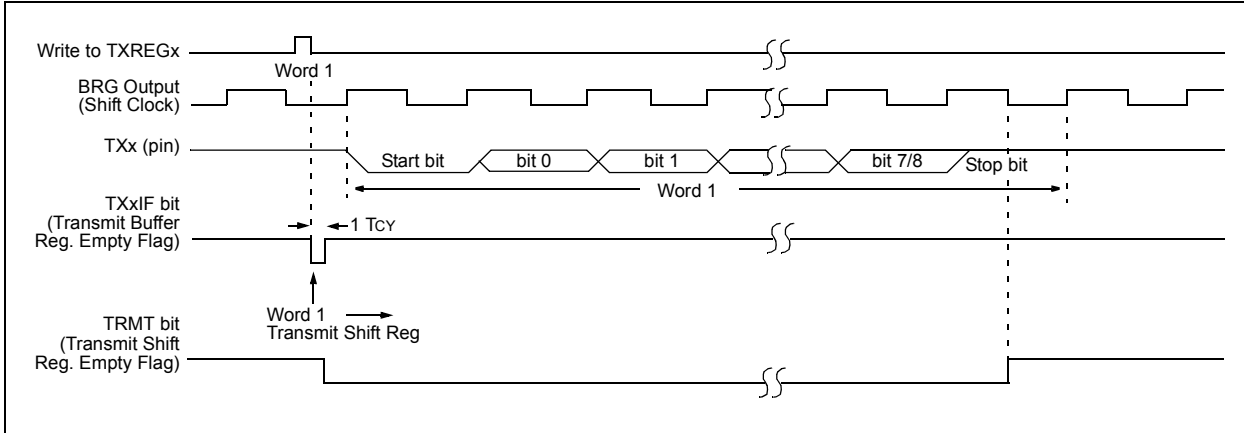 Write to TXREGx
Word 1
BRG Output
(Shift Clock)
TXx (pin)
Start bit
bit 0
bit 1
bit 7/8
Stop bit
Word 1
TXxIF bit
(Transmit Buffer
Reg. Empty Flag)
1 TCY
Word 1
Transmit Shift Reg
TRMT bit
(Transmit Shift
Reg. Empty Flag)